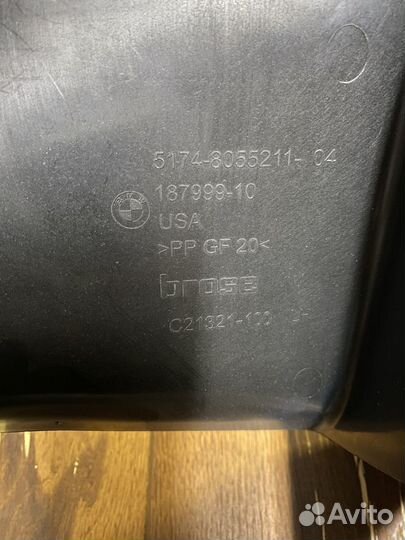 5174-8055211-04
187999-10
USA
>PP GF 20<
brose
C21321-100
Avito